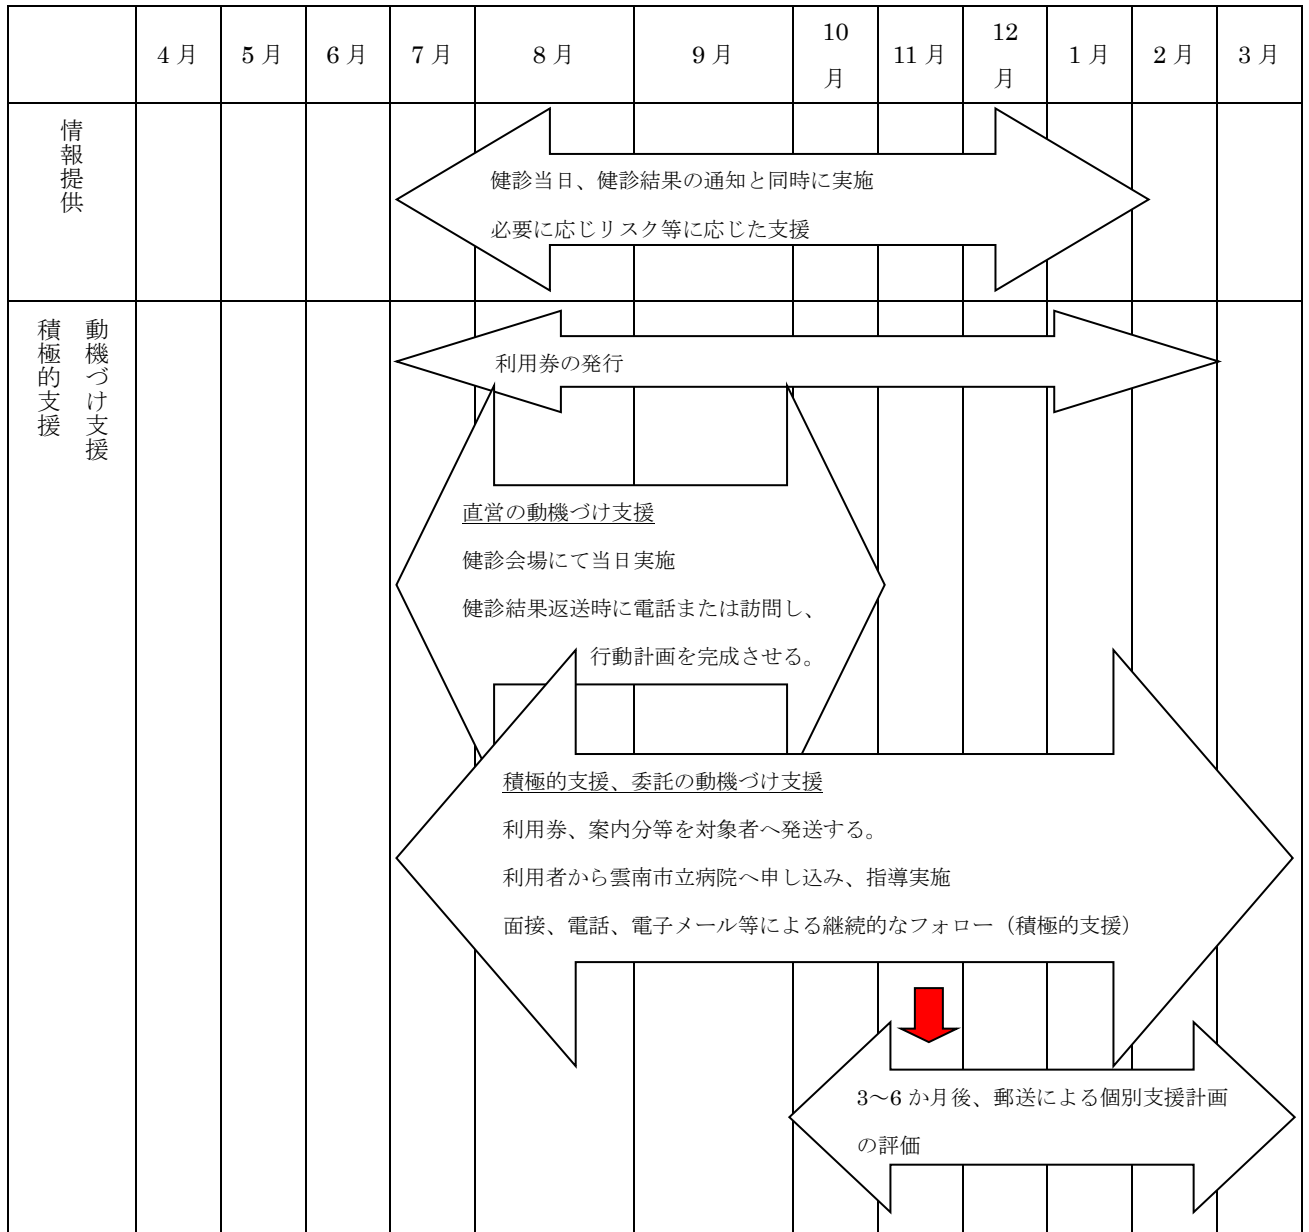 4月 5月 6月 7月 8月 9月 10月 11月 12月 1月 2月 3月
情報提供
健診当日、健診結果の通知と同時に実施
必要に応じリスク等に応じた支援
動機づけ支援
積極的支援
利用券の発行
直営の動機づけ支援
健診会場にて当日実施
健診結果返送時に電話または訪問し、
行動計画を完成させる。
積極的支援、委託の動機づけ支援
利用券、案内分等を対象者へ発送する。
利用者から雲南市立病院へ申し込み、指導実施
面接、電話、電子メール等による継続的なフォロー（積極的支援）
3～6か月後、郵送による個別支援計画
の評価